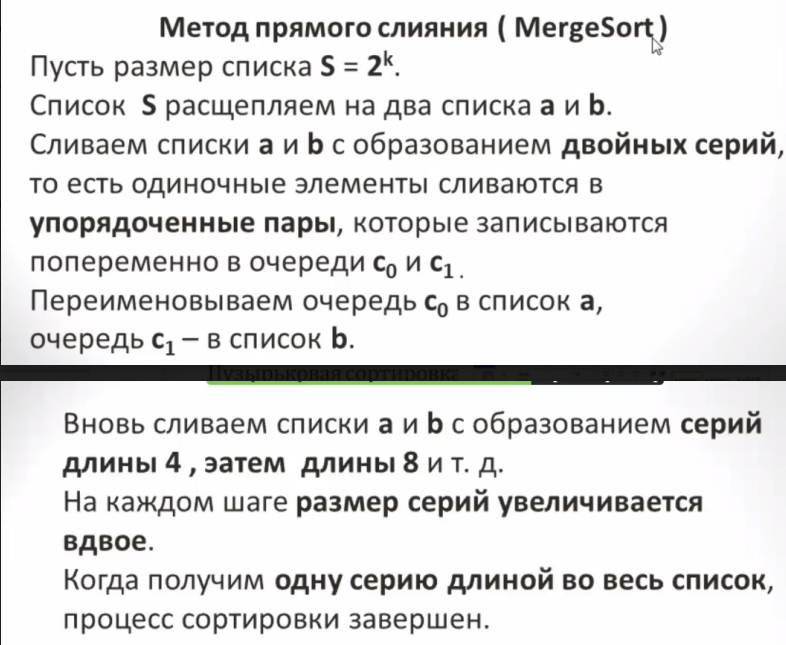 Метод прямого слияния ( MergeSort )
Пусть размер списка S = 2ᵏ.
Список S расщепляем на два списка a и b.
Сливаем списки a и b с образованием двойных серий,
то есть одиночные элементы сливаются в
упорядоченные пары, которые записываются
попеременно в очереди c₀ и c₁ .
Переименовываем очередь c₀ в список a,
очередь c₁ – в список b.
Пузырьковая сортировка
Вновь сливаем списки a и b с образованием серий
длины 4 , эатем длины 8 и т. д.
На каждом шаге размер серий увеличивается
вдвое.
Когда получим одну серию длиной во весь список,
процесс сортировки завершен.